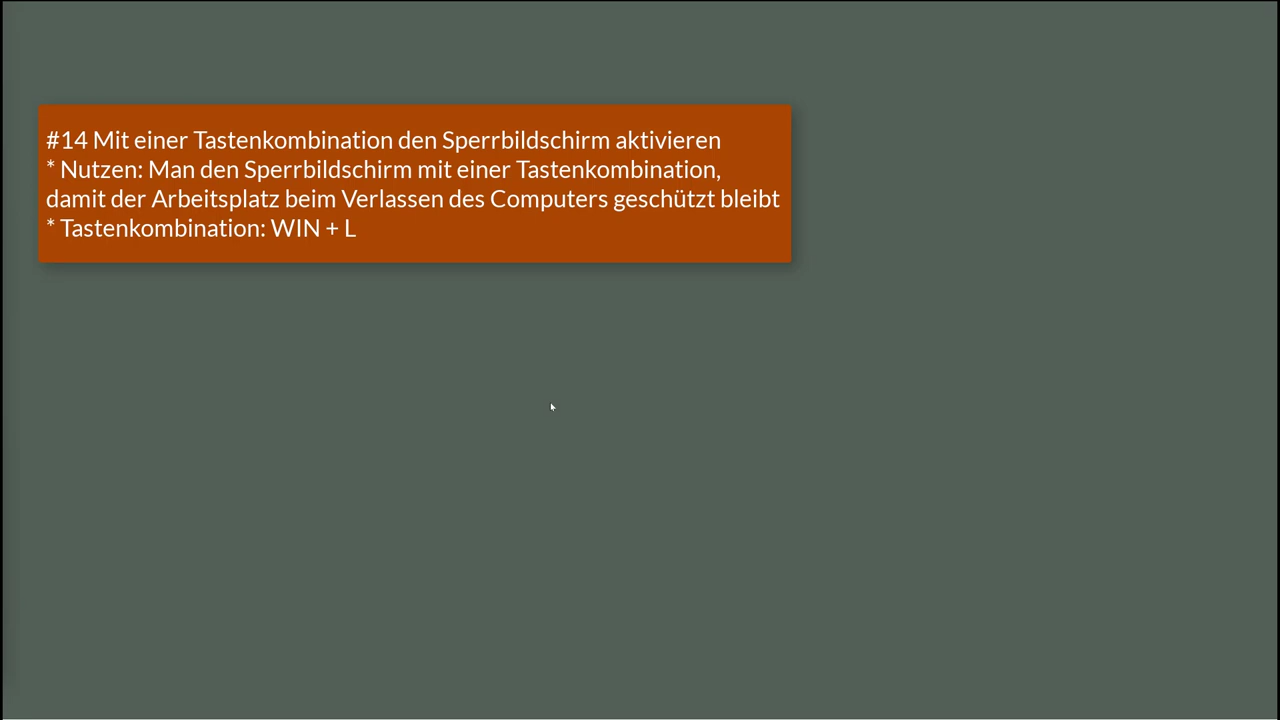 #14 Mit einer Tastenkombination den Sperrbildschirm aktivieren
* Nutzen: Man den Sperrbildschirm mit einer Tastenkombination,
damit der Arbeitsplatz beim Verlassen des Computers geschützt bleibt
* Tastenkombination: WIN + L